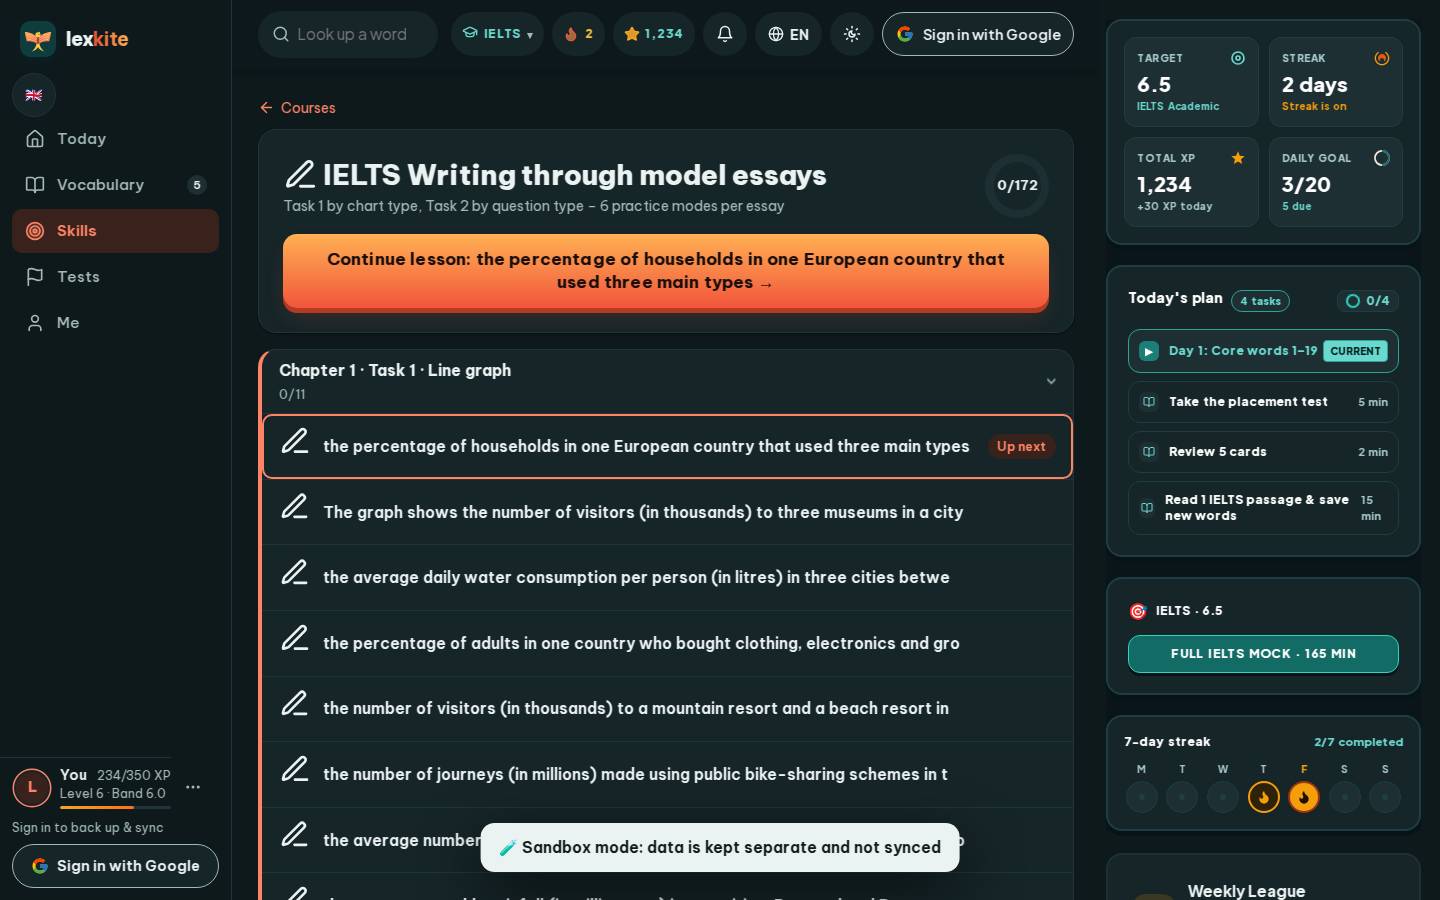 lexkite
Today
Vocabulary 5
Skills
Tests
Me
L
You 234/350 XP
Level 6 · Band 6.0
Sign in to back up & sync
Sign in with Google
Look up a word
IELTS
2
1,234
EN
Sign in with Google
← Courses
IELTS Writing through model essays
Task 1 by chart type, Task 2 by question type – 6 practice modes per essay
0/172
Continue lesson: the percentage of households in one European country that
used three main types →
Chapter 1 · Task 1 · Line graph
0/11
the percentage of households in one European country that used three main types Up next
The graph shows the number of visitors (in thousands) to three museums in a city
the average daily water consumption per person (in litres) in three cities betwe
the percentage of adults in one country who bought clothing, electronics and gro
the number of visitors (in thousands) to a mountain resort and a beach resort in
the number of journeys (in millions) made using public bike-sharing schemes in t
the average number
Sandbox mode: data is kept separate and not synced
TARGET
6.5
IELTS Academic
STREAK
2 days
Streak is on
TOTAL XP
1,234
+30 XP today
DAILY GOAL
3/20
5 due
Today's plan 4 tasks 0/4
Day 1: Core words 1–19 CURRENT
Take the placement test 5 min
Review 5 cards 2 min
Read 1 IELTS passage & save 15
new words min
IELTS · 6.5
FULL IELTS MOCK · 165 MIN
7-day streak 2/7 completed
M T W T F S S
Weekly League